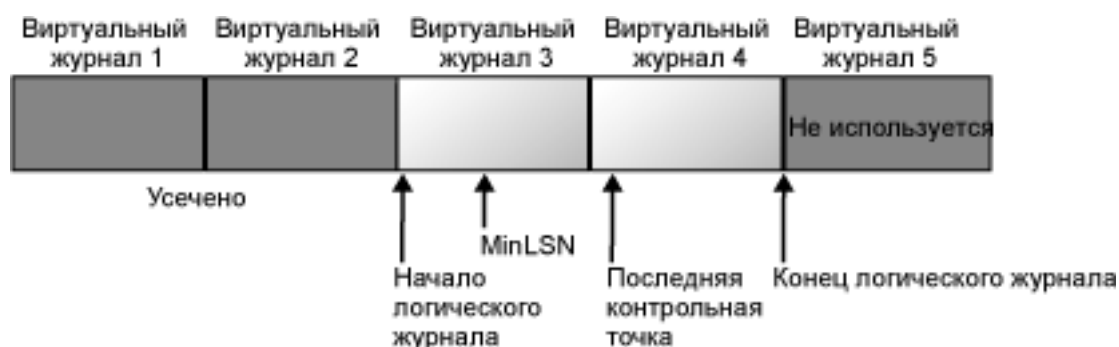 Виртуальный
журнал 1
Виртуальный
журнал 2
Виртуальный
журнал 3
Виртуальный
журнал 4
Виртуальный
журнал 5
Не используется
Усечено
MinLSN
Начало
логического
журнала
Последняя
контрольная
точка
Конец логического журнала